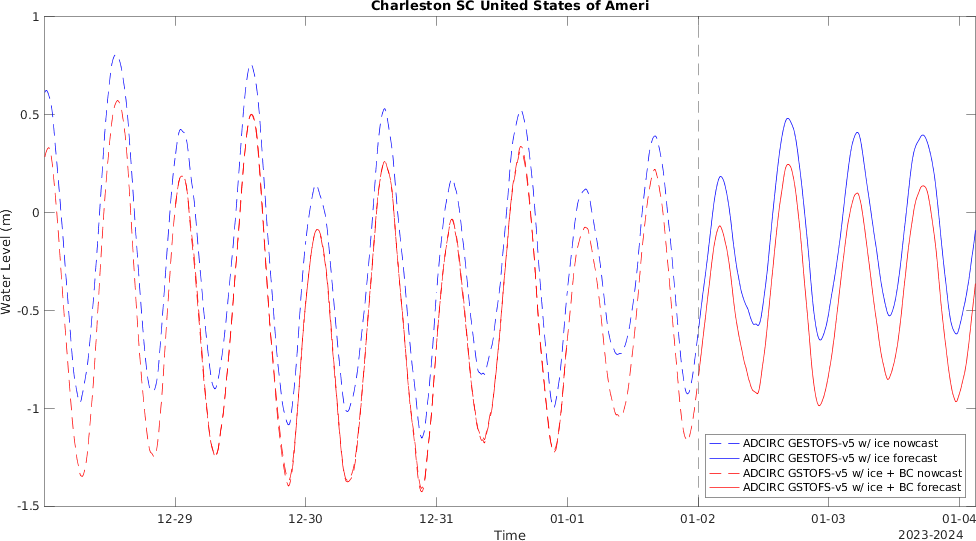 Charleston SC United States of Ameri
1
0.5
0
-0.5
-1
-1.5
Water Level (m)
ADCIRC GESTOFS-v5 w/ ice nowcast
ADCIRC GESTOFS-v5 w/ ice forecast
ADCIRC GSTOFS-v5 w/ ice + BC nowcast
ADCIRC GSTOFS-v5 w/ ice + BC forecast
12-29 12-30 12-31 01-01 01-02 01-03 01-04
Time
2023-2024